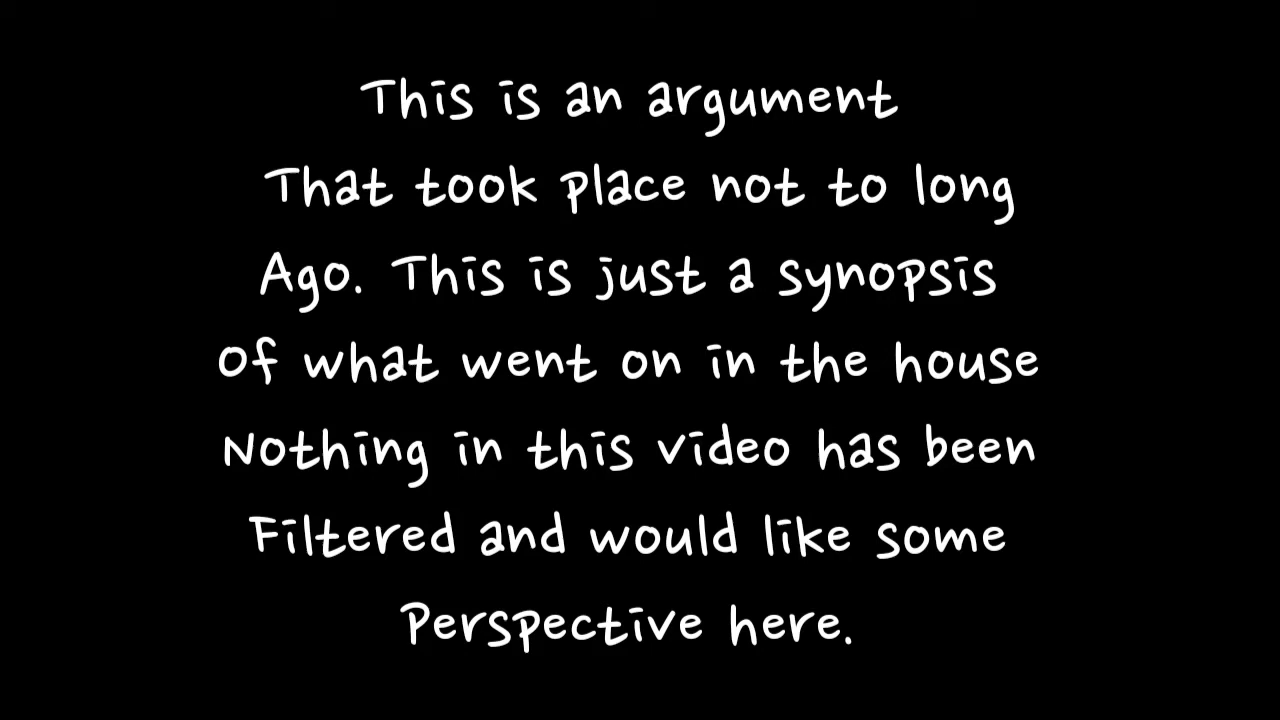 This is an argument
That took place not to long
Ago. This is just a synopsis
Of what went on in the house
Nothing in this video has been
Filtered and would like some
Perspective here.